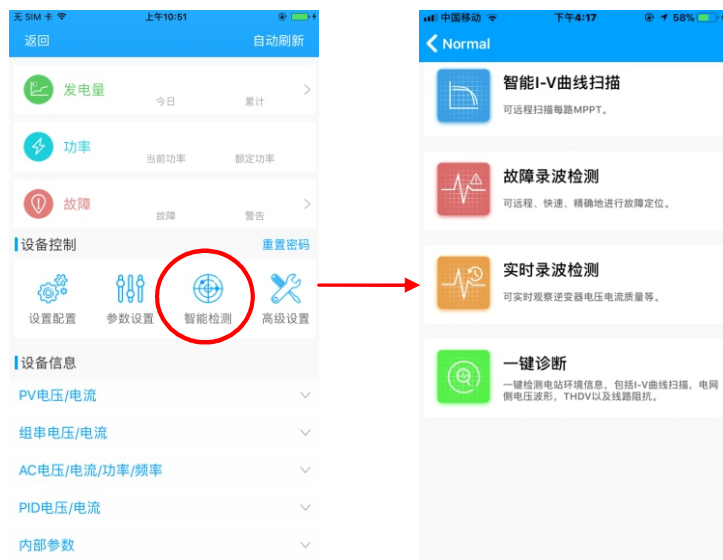 无 SIM 卡 上午10:51
返回 自动刷新
发电量 今日 累计
功率 当前功率 额定功率
故障 故障 警告
设备控制 重置密码
设置配置 参数设置 智能检测 高级设置
设备信息
PV电压/电流
组串电压/电流
AC电压/电流/功率/频率
PID电压/电流
内部参数
中国移动 下午4:17 58%
Normal
智能I-V曲线扫描
可远程扫描每路MPPT。
故障录波检测
可远程、快速、精确地进行故障定位。
实时录波检测
可实时观察逆变器电压电流质量等。
一键诊断
一键检测电站环境信息，包括I-V曲线扫描，电网
侧电压波形，THDV以及线路阻抗。